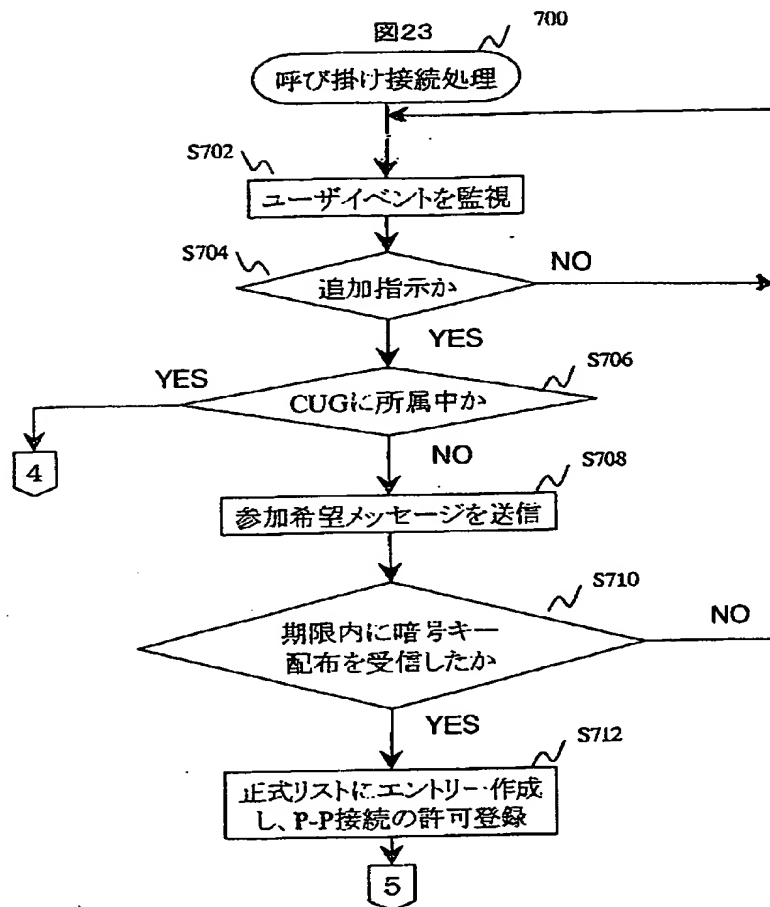 図23
700
呼び掛け接続処理
S702
ユーザイベントを監視
S704
追加指示か
NO
YES
S706
YES
CUGに所属中か
4
NO
S708
参加希望メッセージを送信
S710
期限内に暗号キー
配布を受信したか
NO
YES
S712
正式リストにエントリー作成
し、P-P接続の許可登録
5